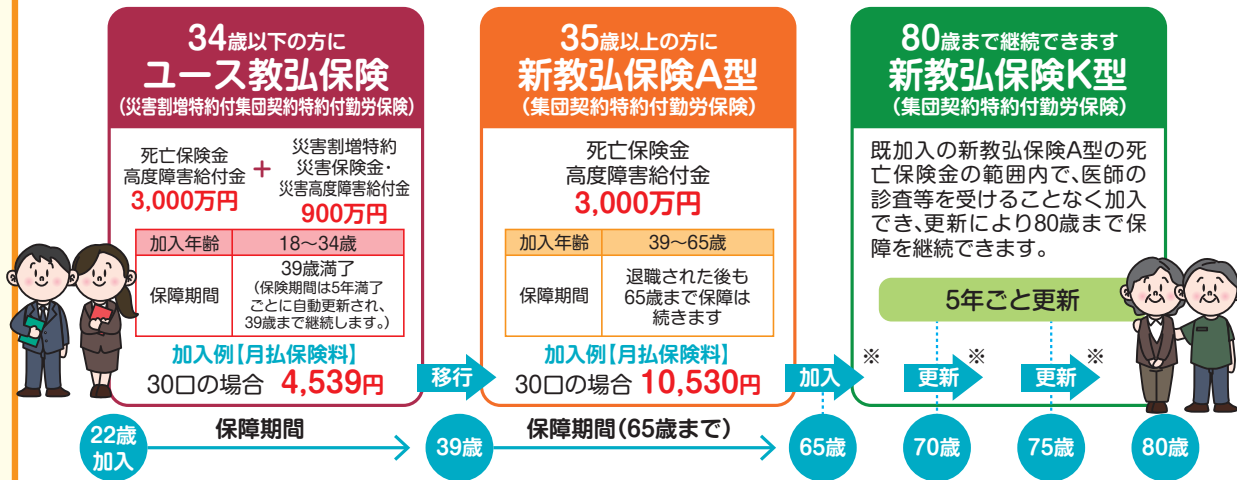 34歳以下の方に
ユース教弘保険
(災害割増特約付集団契約特約付勤労保険)
死亡保険金
高度障害給付金
3,000万円
+
災害割増特約
災害保険金・
災害高度障害給付金
900万円
加入年齢 18〜34歳
保障期間
39歳満了
(保険期間は5年満了
ごとに自動更新され、
39歳まで継続します。)
加入例【月払保険料】
30口の場合 4,539円
移行
35歳以上の方に
新教弘保険A型
(集団契約特約付勤労保険)
死亡保険金
高度障害給付金
3,000万円
加入年齢 39〜65歳
保障期間
退職された後も
65歳まで保障は
続きます
加入例【月払保険料】
30口の場合 10,530円
加入
80歳まで継続できます
新教弘保険K型
(集団契約特約付勤労保険)
既加入の新教弘保険A型の死
亡保険金の範囲内で、医師の
診査等を受けることなく加入
でき、更新により80歳まで保
障を継続できます。
5年ごと更新
※ ※ ※
更新 更新
22歳
加入
保障期間
39歳
保障期間(65歳まで)
65歳
70歳
75歳
80歳